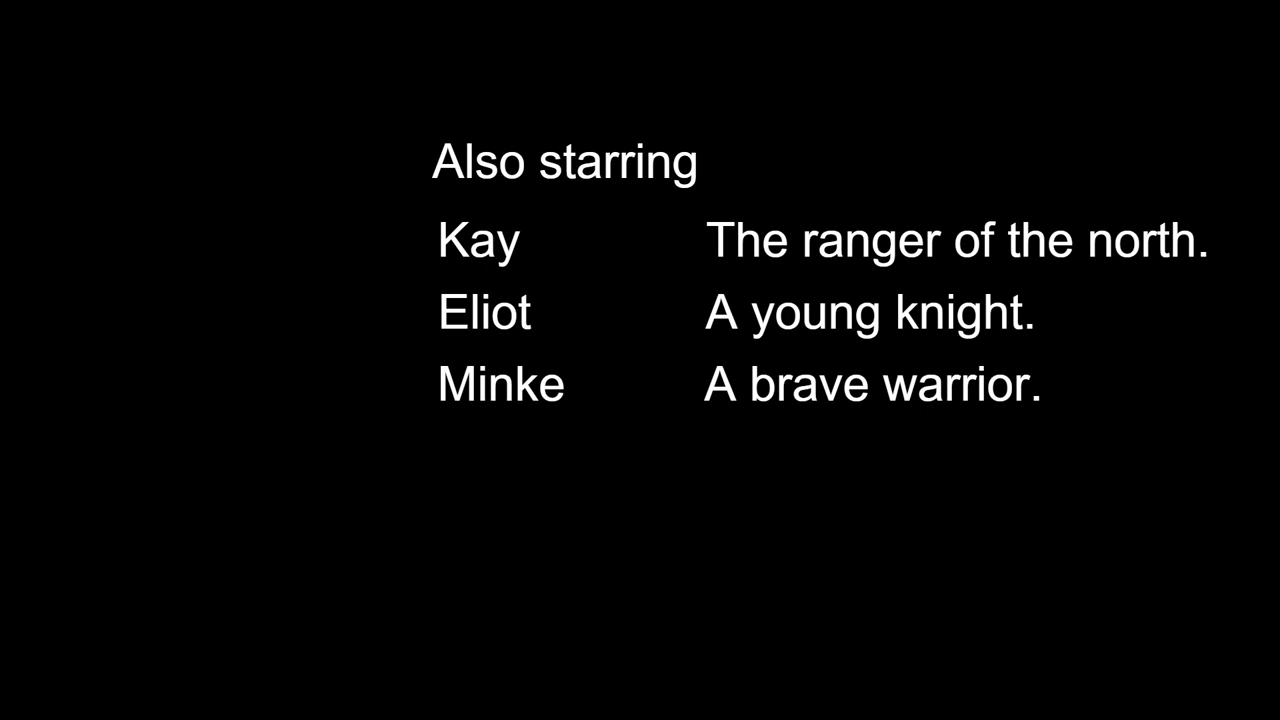 Also starring
Kay The ranger of the north.
Eliot A young knight.
Minke A brave warrior.